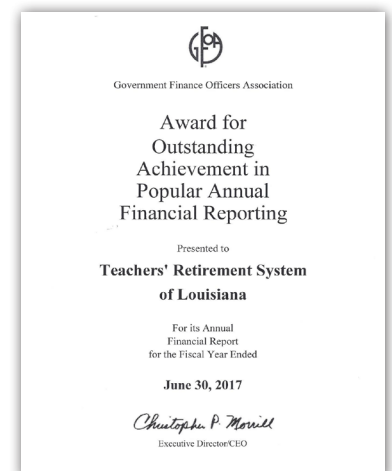 GFOA
Government Finance Officers Association
Award for
Outstanding
Achievement in
Popular Annual
Financial Reporting
Presented to
Teachers' Retirement System
of Louisiana
For its Annual
Financial Report
for the Fiscal Year Ended
June 30, 2017
Christopher P. Morrill
Executive Director/CEO